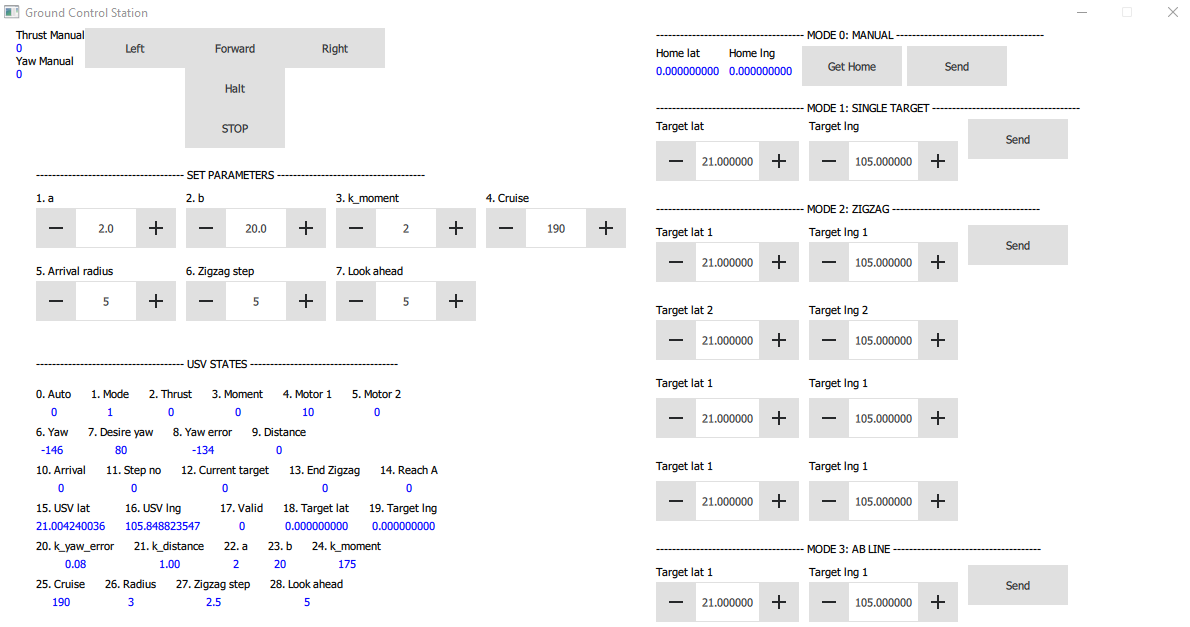 Ground Control Station
Thrust Manual
0
Yaw Manual
0
Left Forward Right
Halt
STOP
------------------------------------- SET PARAMETERS -------------------------------------
1. a 2. b 3. k_moment 4. Cruise
— 2.0 + — 20.0 + — 2 + — 190 +
5. Arrival radius 6. Zigzag step 7. Look ahead
— 5 + — 5 + — 5 +
------------------------------------- USV STATES -------------------------------------
0. Auto 1. Mode 2. Thrust 3. Moment 4. Motor 1 5. Motor 2
0 1 0 0 10 0
6. Yaw 7. Desire yaw 8. Yaw error 9. Distance
-146 80 -134 0
10. Arrival 11. Step no 12. Current target 13. End Zigzag 14. Reach A
0 0 0 0 0
15. USV lat 16. USV lng 17. Valid 18. Target lat 19. Target lng
21.004240036 105.848823547 0 0.000000000 0.000000000
20. k_yaw_error 21. k_distance 22. a 23. b 24. k_moment
0.08 1.00 2 20 175
25. Cruise 26. Radius 27. Zigzag step 28. Look ahead
190 3 2.5 5
------------------------------------- MODE 0: MANUAL -------------------------------------
Home lat Home lng
0.000000000 0.000000000 Get Home Send
------------------------------------- MODE 1: SINGLE TARGET -------------------------------------
Target lat Target lng
— 21.000000 + — 105.000000 + Send
------------------------------------- MODE 2: ZIGZAG -------------------------------------
Target lat 1 Target lng 1
— 21.000000 + — 105.000000 + Send
Target lat 2 Target lng 2
— 21.000000 + — 105.000000 +
Target lat 1 Target lng 1
— 21.000000 + — 105.000000 +
Target lat 1 Target lng 1
— 21.000000 + — 105.000000 +
------------------------------------- MODE 3: AB LINE -------------------------------------
Target lat 1 Target lng 1
— 21.000000 + — 105.000000 + Send